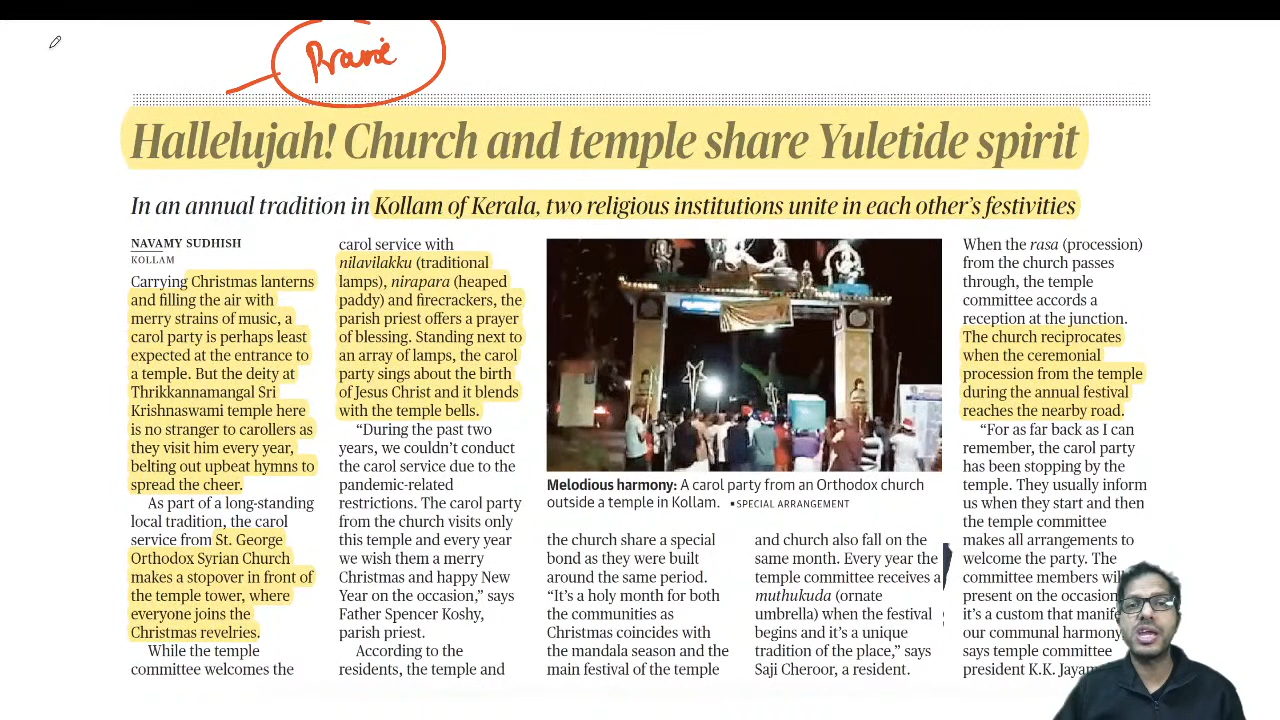 Hallelujah! Church and temple share Yuletide spirit
In an annual tradition in Kollam of Kerala, two religious institutions unite in each other's festivities
NAVAMY SUDHISH
KOLLAM
Carrying Christmas lanterns
and filling the air with
merry strains of music, a
carol party is perhaps least
expected at the entrance to
a temple. But the deity at
Thrikkannamangal Sri
Krishnaswami temple here
is no stranger to carollers as
they visit him every year,
belting out upbeat hymns to
spread the cheer.
As part of a long-standing
local tradition, the carol
service from St. George
Orthodox Syrian Church
makes a stopover in front of
the temple tower, where
everyone joins the
Christmas revelries.
While the temple
committee welcomes the
carol service with
nilavilakku (traditional
lamps), nirapara (heaped
paddy) and firecrackers, the
parish priest offers a prayer
of blessing. Standing next to
an array of lamps, the carol
party sings about the birth
of Jesus Christ and it blends
with the temple bells.
“During the past two
years, we couldn't conduct
the carol service due to the
pandemic-related
restrictions. The carol party
from the church visits only
this temple and every year
we wish them a merry
Christmas and happy New
Year on the occasion,” says
Father Spencer Koshy,
parish priest.
According to the
residents, the temple and
Melodious harmony: A carol party from an Orthodox church
outside a temple in Kollam. ▪SPECIAL ARRANGEMENT
the church share a special
bond as they were built
around the same period.
“It's a holy month for both
the communities as
Christmas coincides with
the mandala season and the
main festival of the temple
and church also fall on the
same month. Every year the
temple committee receives a
muthukuda (ornate
umbrella) when the festival
begins and it's a unique
tradition of the place,” says
Saji Cheroor, a resident.
When the rasa (procession)
from the church passes
through, the temple
committee accords a
reception at the junction.
The church reciprocates
when the ceremonial
procession from the temple
during the annual festival
reaches the nearby road.
“For as far back as I can
remember, the carol party
has been stopping by the
temple. They usually inform
us when they start and then
the temple committee
makes all arrangements to
welcome the party. The
committee members
present on the occasion
it's a custom that
our communal harmony
says temple committee
president K.K.